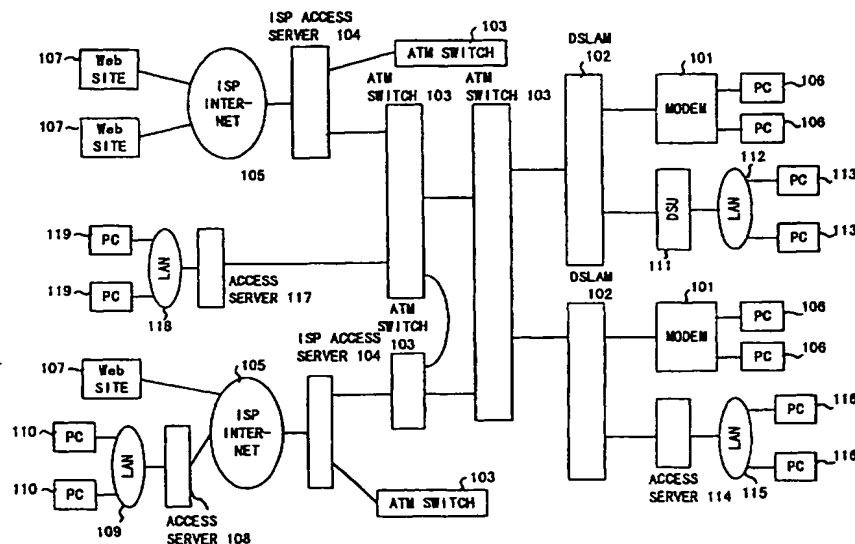 ISP ACCESS
SERVER 104
103
ATM SWITCH
107
Web
SITE
ISP
INTER-
NET
107
Web
SITE
105
ATM
SWITCH 103
ATM
SWITCH 103
DSLAM
102
101
MODEM
PC
106
PC
106
112
PC
113
DSU
LAN
PC
113
111
119
PC
LAN
119
PC
118
ACCESS
SERVER 117
ATM
SWITCH
103
ISP ACCESS
SERVER 104
DSLAM
102
101
MODEM
PC
106
PC
106
107
Web
SITE
105
ISP
INTER-
NET
110
PC
LAN
110
PC
109
ACCESS
SERVER 108
103
ATM SWITCH
PC
116
LAN
PC
116
ACCESS
SERVER 114
115